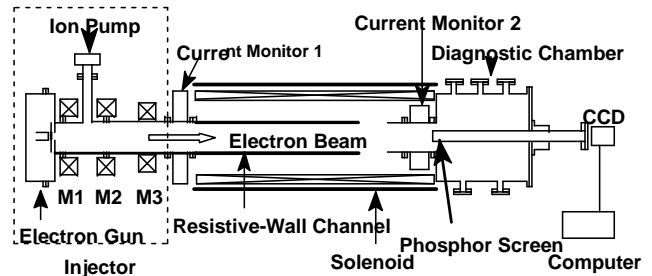 Ion Pump
Current Monitor 1
Current Monitor 2
Diagnostic Chamber
CCD
Electron Beam
M1 M2 M3
Resistive-Wall Channel
Electron Gun
Phosphor Screen
Injector
Solenoid
Computer